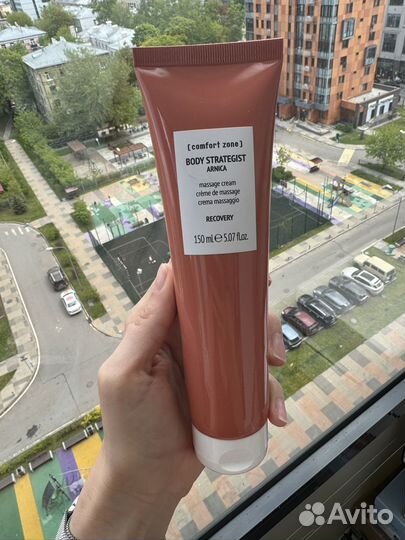 [ comfort zone ]
BODY STRATEGIST
ARNICA
massage cream
crème de massage
crema massaggio
RECOVERY
150 ml ℮ 5.07 fl.oz.
Avito